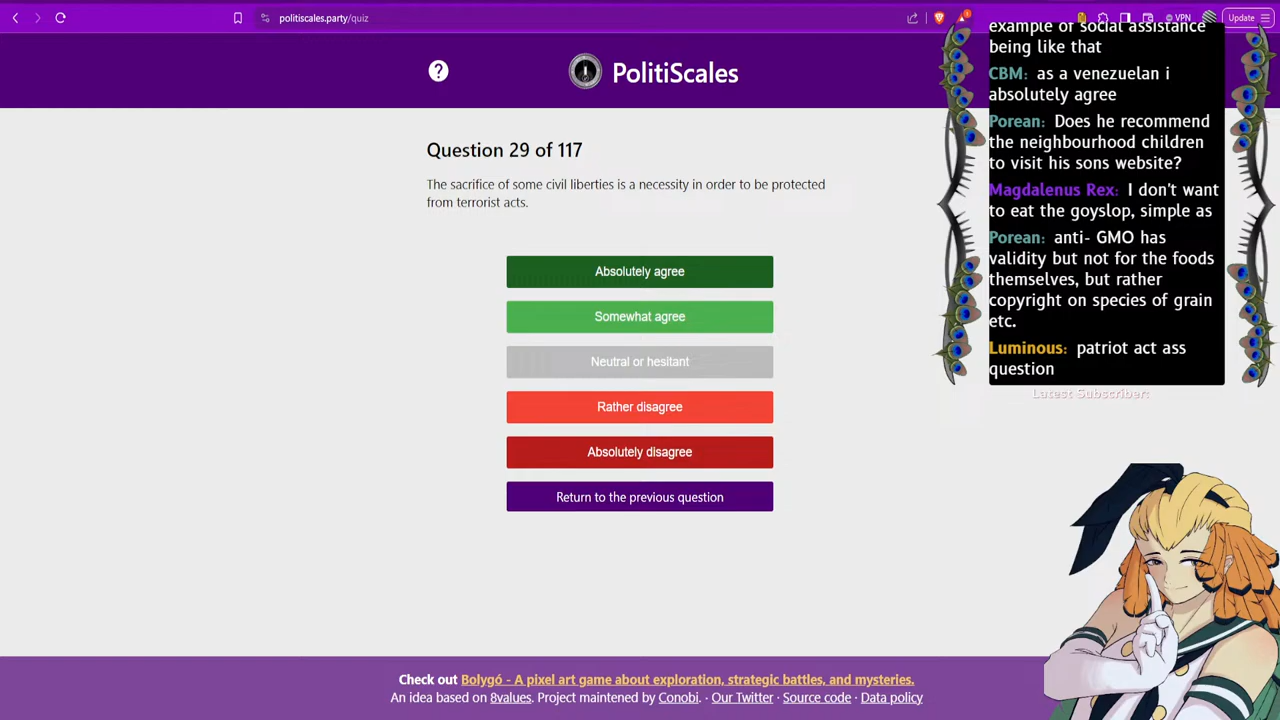 politiscales.party/quiz
VPN
Update
PolitiScales
Question 29 of 117
The sacrifice of some civil liberties is a necessity in order to be protected
from terrorist acts.
Absolutely agree
Somewhat agree
Neutral or hesitant
Rather disagree
Absolutely disagree
Return to the previous question
example of social assistance
being like that
CBM: as a venezuelan i
absolutely agree
Porean: Does he recommend
the neighbourhood children
to visit his sons website?
Magdalenus Rex: I don't want
to eat the goyslop, simple as
Porean: anti- GMO has
validity but not for the foods
themselves, but rather
copyright on species of grain
etc.
Luminous: patriot act ass
question
Latest Subscriber:
Check out Bolygó - A pixel art game about exploration, strategic battles, and mysteries.
An idea based on 8values. Project maintened by Conobi. · Our Twitter · Source code · Data policy